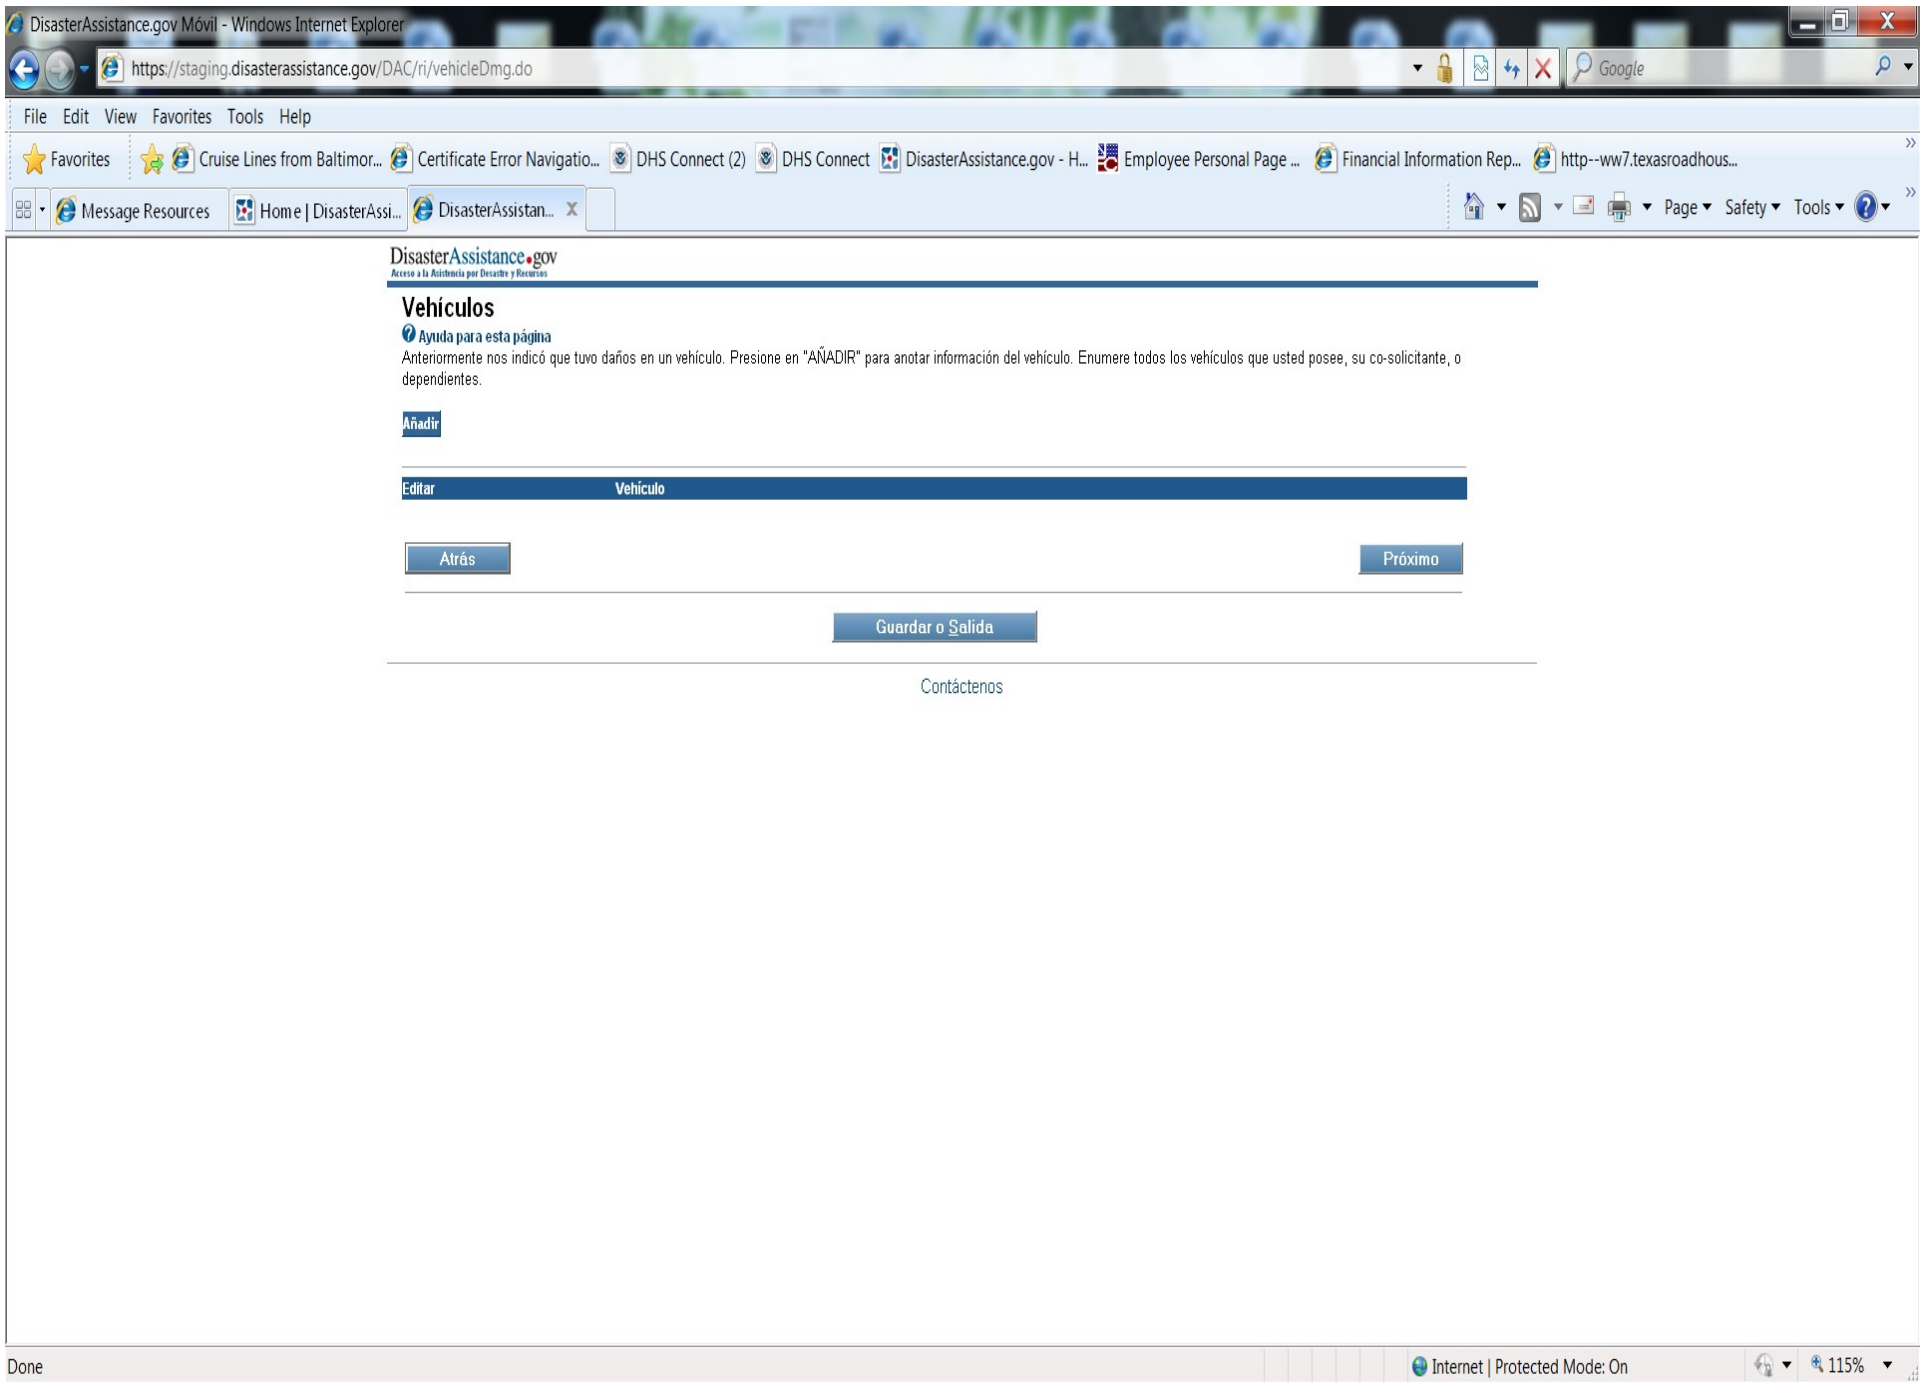 DisasterAssistance.gov Móvil - Windows Internet Explorer
https://staging.disasterassistance.gov/DAC/ri/vehicleDmg.do
Google
File Edit View Favorites Tools Help
Favorites Cruise Lines from Baltimor... Certificate Error Navigatio... DHS Connect (2) DHS Connect DisasterAssistance.gov - H... Employee Personal Page ... Financial Information Rep... http--ww7.texasroadhous...
Message Resources Home | DisasterAssi... DisasterAssistan... X Page Safety Tools
DisasterAssistance.gov
Acceso a la Asistencia por Desastre y Recursos
Vehículos
Ayuda para esta página
Anteriormente nos indicó que tuvo daños en un vehículo. Presione en "AÑADIR" para anotar información del vehículo. Enumere todos los vehículos que usted posee, su co-solicitante, o
dependientes.
Añadir
Editar Vehículo
Atrás Próximo
Guardar o Salida
Contáctenos
Done Internet | Protected Mode: On 115%